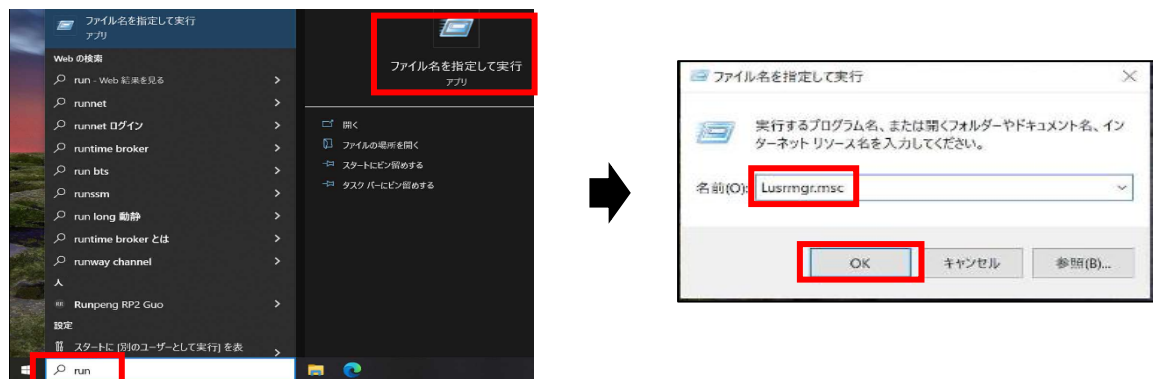 ファイル名を指定して実行
アプリ
Web の検索
run - Web 結果を見る
runnet
runnet ログイン
runtime broker
run bts
runssm
run long 動静
runtime broker とは
runway channel
人
Runpeng RP2 Guo
設定
スタートに [別のユーザーとして実行] を表
run
ファイル名を指定して実行
アプリ
開く
ファイルの場所を開く
スタートにピン留めする
タスク バーにピン留めする
ファイル名を指定して実行
実行するプログラム名、または開くフォルダーやドキュメント名、イン
ターネット リソース名を入力してください。
名前(O): Lusrmgr.msc
OK キャンセル 参照(B)...